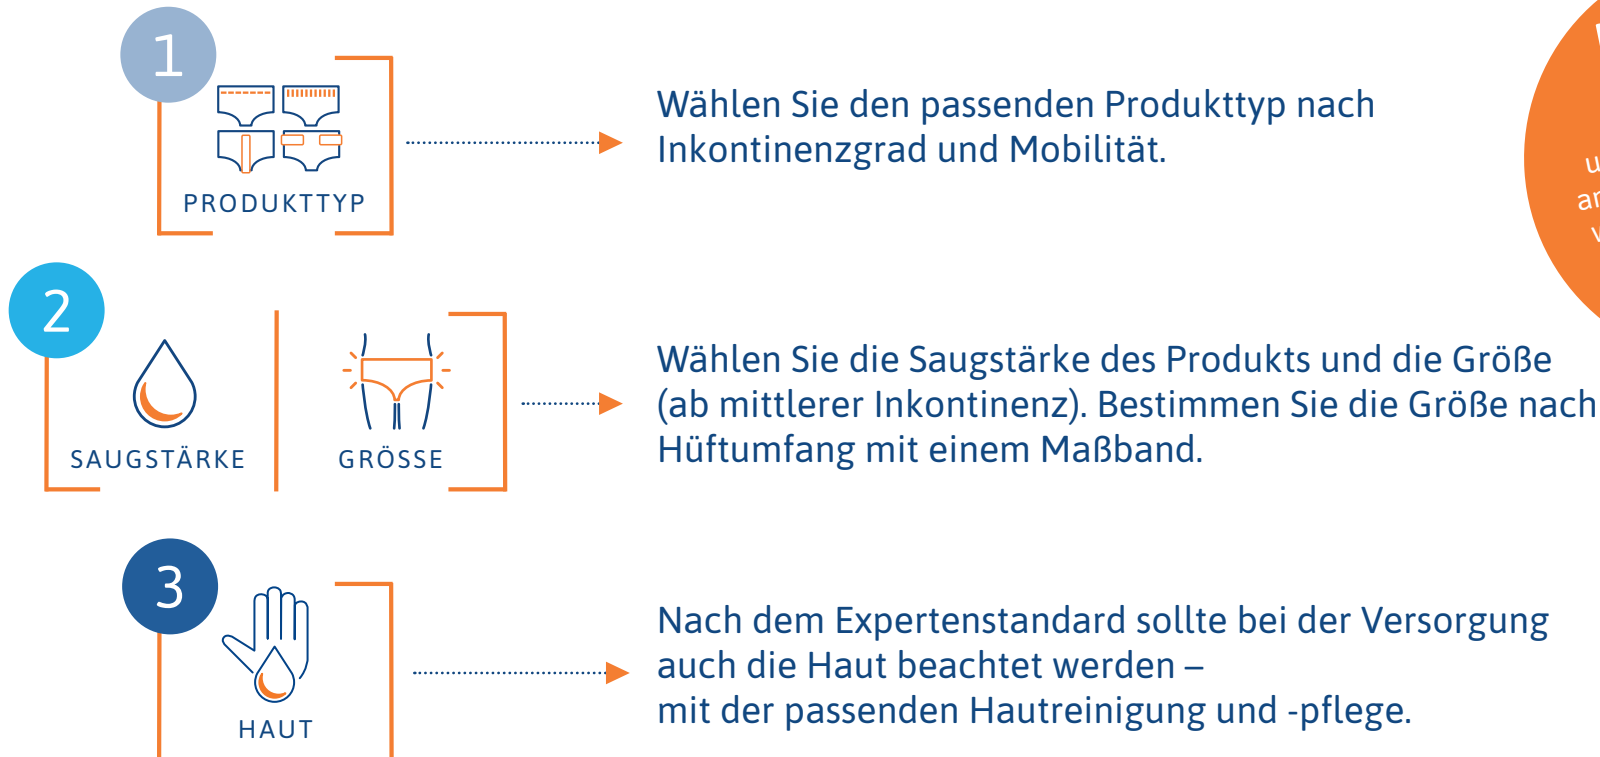 1
PRODUKTTYP
Wählen Sie den passenden Produkttyp nach
Inkontinenzgrad und Mobilität.
2
SAUGSTÄRKE
GRÖSSE
Wählen Sie die Saugstärke des Produkts und die Größe
(ab mittlerer Inkontinenz). Bestimmen Sie die Größe nach
Hüftumfang mit einem Maßband.
3
HAUT
Nach dem Expertenstandard sollte bei der Versorgung
auch die Haut beachtet werden –
mit der passenden Hautreinigung und -pflege.